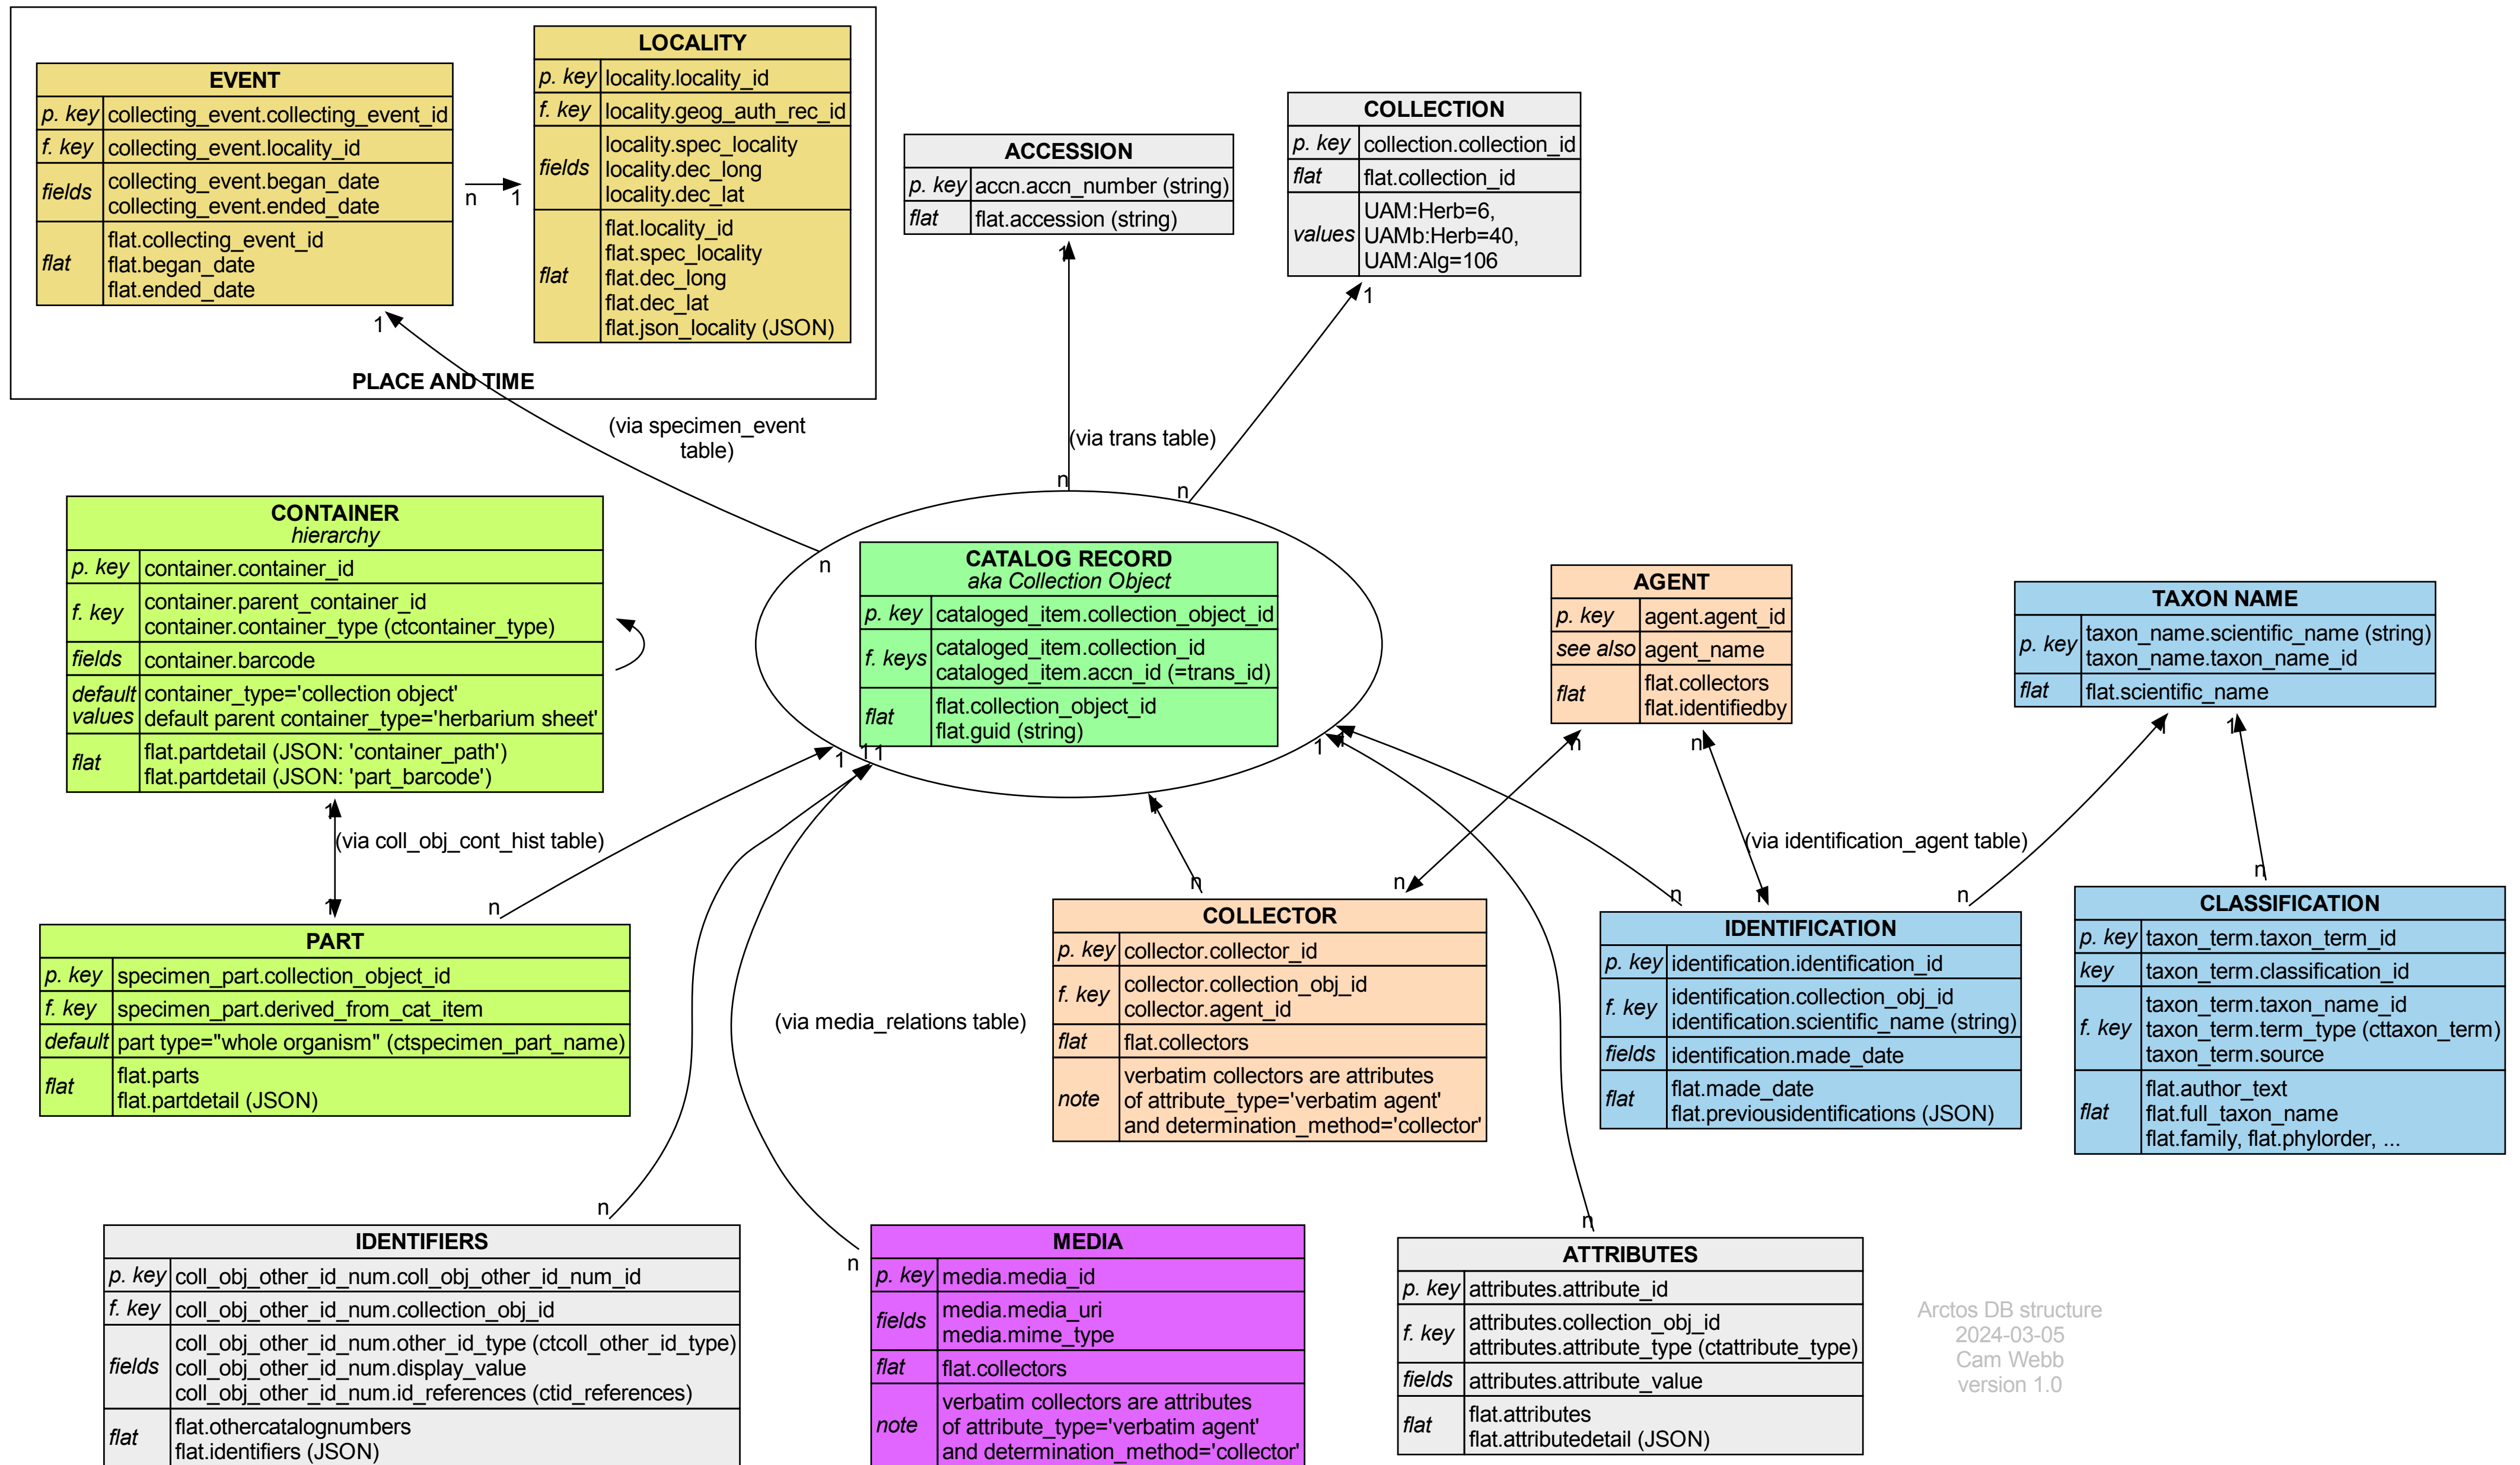 EVENT
p. key collecting_event.collecting_event_id
f. key collecting_event.locality_id
fields collecting_event.began_date
collecting_event.ended_date
flat flat.collecting_event_id
flat.began_date
flat.ended_date
n 1
LOCALITY
p. key locality.locality_id
f. key locality.geog_auth_rec_id
fields locality.spec_locality
locality.dec_long
locality.dec_lat
flat flat.locality_id
flat.spec_locality
flat.dec_long
flat.dec_lat
flat.json_locality (JSON)
1
PLACE AND TIME
(via specimen_event
table)
n
ACCESSION
p. key accn.accn_number (string)
flat flat.accession (string)
1
(via trans table)
n
COLLECTION
p. key collection.collection_id
flat flat.collection_id
values UAM:Herb=6,
UAMb:Herb=40,
UAM:Alg=106
1
n
CONTAINER
hierarchy
p. key container.container_id
f. key container.parent_container_id
container.container_type (ctcontainer_type)
fields container.barcode
default values container_type='collection object'
default parent container_type='herbarium sheet'
flat flat.partdetail (JSON: 'container_path')
flat.partdetail (JSON: 'part_barcode')
CATALOG RECORD
aka Collection Object
p. key cataloged_item.collection_object_id
f. keys cataloged_item.collection_id
cataloged_item.accn_id (=trans_id)
flat flat.collection_object_id
flat.guid (string)
1 1 1 1 1 1
AGENT
p. key agent.agent_id
see also agent_name
flat flat.collectors
flat.identifiedby
n n
TAXON NAME
p. key taxon_name.scientific_name (string)
taxon_name.taxon_name_id
flat flat.scientific_name
1 1
1
(via coll_obj_cont_hist table)
1
n
(via identification_agent table)
n n n n n n
PART
p. key specimen_part.collection_object_id
f. key specimen_part.derived_from_cat_item
default part type="whole organism" (ctspecimen_part_name)
flat flat.parts
flat.partdetail (JSON)
(via media_relations table)
COLLECTOR
p. key collector.collector_id
f. key collector.collection_obj_id
collector.agent_id
flat flat.collectors
note verbatim collectors are attributes
of attribute_type='verbatim agent'
and determination_method='collector'
IDENTIFICATION
p. key identification.identification_id
f. key identification.collection_obj_id
identification.scientific_name (string)
fields identification.made_date
flat flat.made_date
flat.previousidentifications (JSON)
CLASSIFICATION
p. key taxon_term.taxon_term_id
key taxon_term.classification_id
f. key taxon_term.taxon_name_id
taxon_term.term_type (cttaxon_term)
taxon_term.source
flat flat.author_text
flat.full_taxon_name
flat.family, flat.phylorder, ...
n
IDENTIFIERS
p. key coll_obj_other_id_num.coll_obj_other_id_num_id
f. key coll_obj_other_id_num.collection_obj_id
fields coll_obj_other_id_num.other_id_type (ctcoll_other_id_type)
coll_obj_other_id_num.display_value
coll_obj_other_id_num.id_references (ctid_references)
flat flat.othercatalognumbers
flat.identifiers (JSON)
n
MEDIA
p. key media.media_id
fields media.media_uri
media.mime_type
flat flat.collectors
note verbatim collectors are attributes
of attribute_type='verbatim agent'
and determination_method='collector'
n
ATTRIBUTES
p. key attributes.attribute_id
f. key attributes.collection_obj_id
attributes.attribute_type (ctattribute_type)
fields attributes.attribute_value
flat flat.attributes
flat.attributedetail (JSON)
Arctos DB structure
2024-03-05
Cam Webb
version 1.0